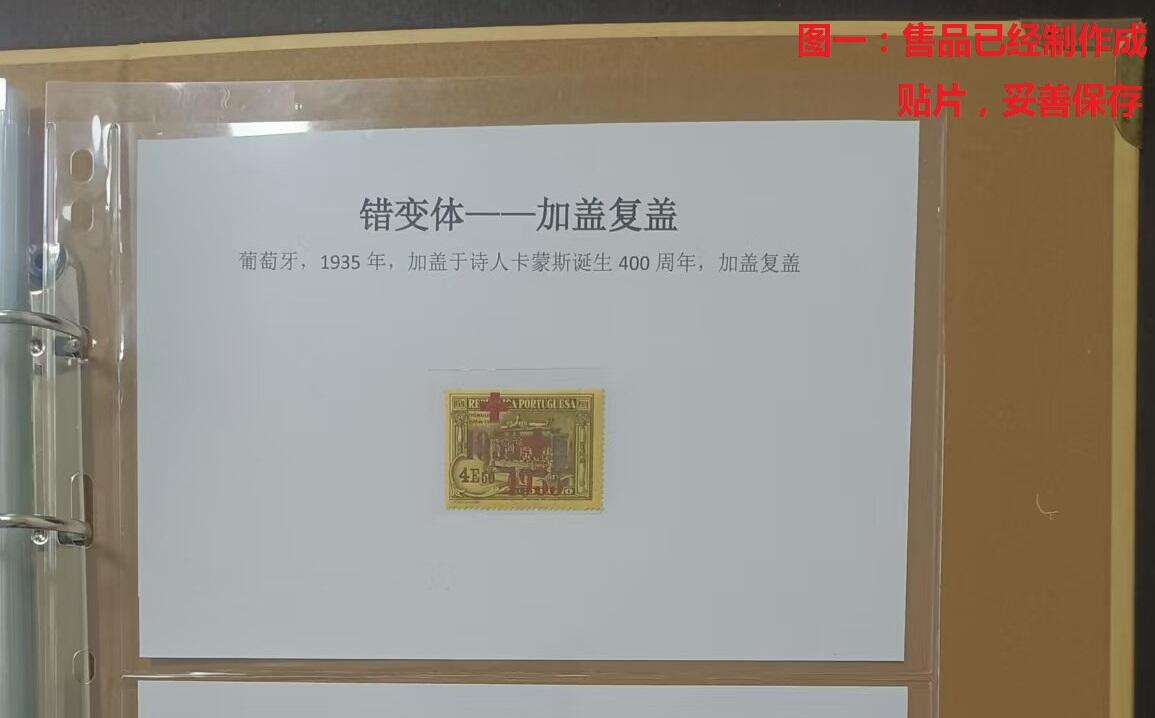 图一：售品已经制作成
贴片，妥善保存
错变体——加盖复盖
葡萄牙，1935 年，加盖于诗人卡蒙斯诞生 400 周年，加盖复盖
PORTUGUESA
4E50